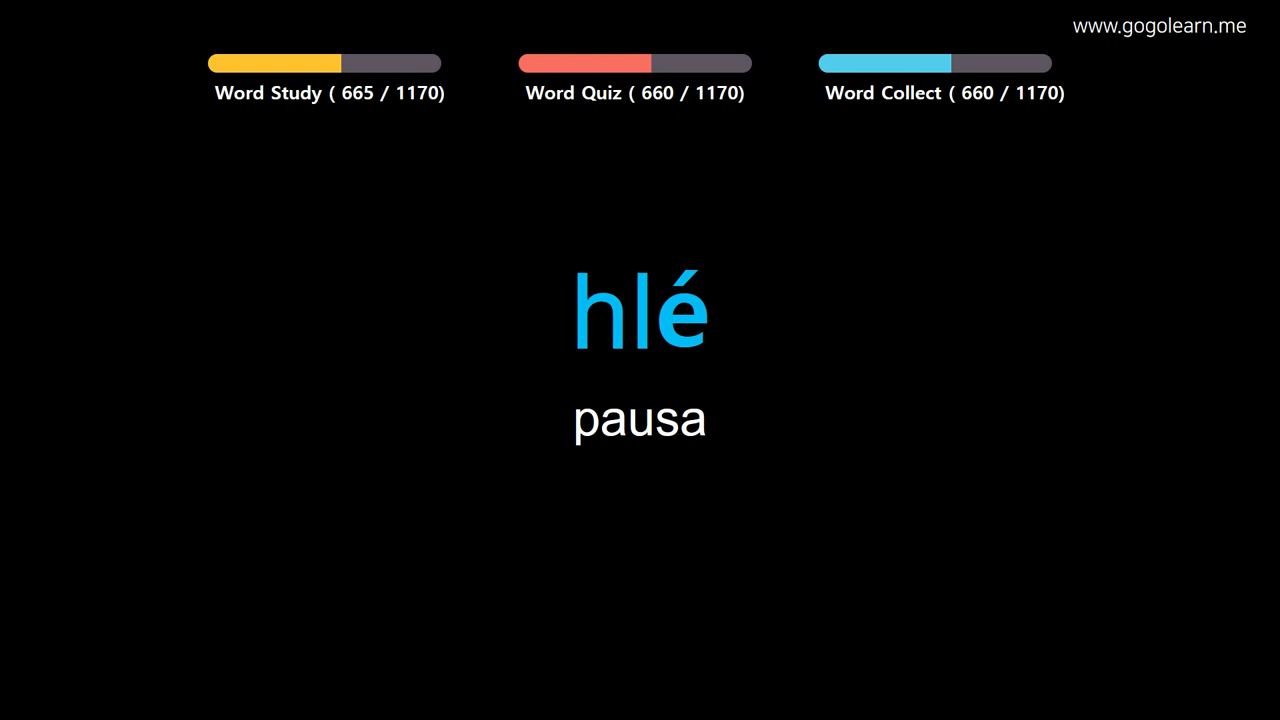 www.gogolearn.me
Word Study ( 665 / 1170)
Word Quiz ( 660 / 1170)
Word Collect ( 660 / 1170)
hlé
pausa